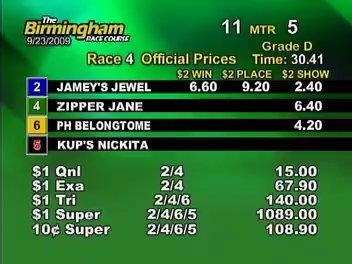 The
Birmingham
RACE COURSE
9/23/2009
11 MTR 5
Grade D
Race 4 Official Prices Time: 30.41
$2 WIN $2 PLACE $2 SHOW
2 JAMEY'S JEWEL 6.60 9.20 2.40
4 ZIPPER JANE 6.40
6 PH BELONGTOME 4.20
5 KUP'S NICKITA
$1 Qnl 2/4 15.00
$1 Exa 2/4 67.90
$1 Tri 2/4/6 140.00
$1 Super 2/4/6/5 1089.00
10¢ Super 2/4/6/5 108.90